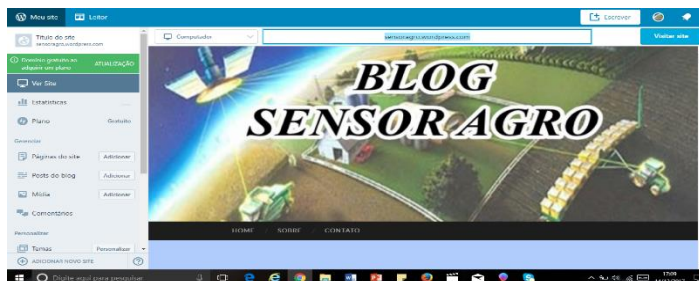 Meu site
Leitor
Escrever
Título do site
sensoragro.wordpress.com
Computador
sensoragro.wordpress.com
Visitar site
Domínio gratuito ao adquirir um plano
ATUALIZAÇÃO
Ver Site
Estatísticas
Plano
Gratuito
Gerenciar
Páginas do site
Adicionar
Posts do blog
Adicionar
Mídia
Adicionar
Comentários
Personalizar
Temas
Personalizar
ADICIONAR NOVO SITE
BLOG
SENSOR AGRO
HOME / SOBRE / CONTATO
Digite aqui para pesquisar
17:09